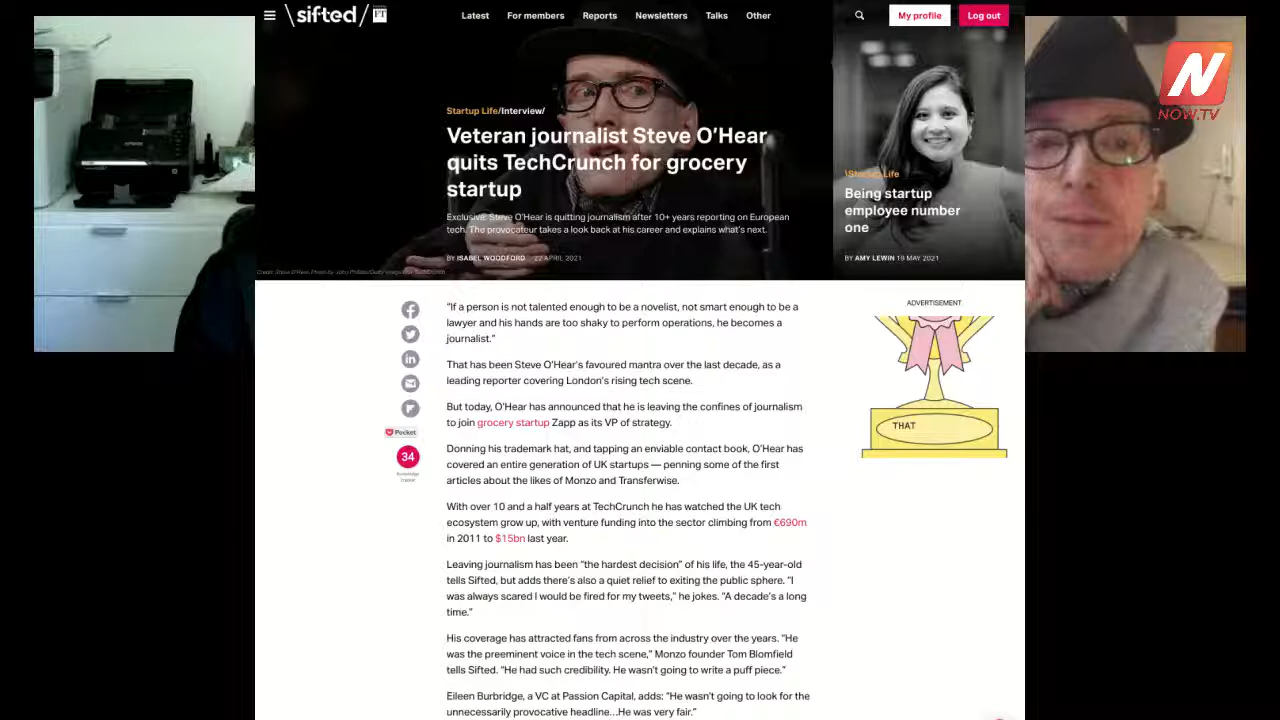 \sifted/ FT
Latest For members Reports Newsletters Talks Other
My profile Log out
Startup Life/Interview/
Veteran journalist Steve O'Hear
quits TechCrunch for grocery
startup
Exclusive: Steve O'Hear is quitting journalism after 10+ years reporting on European
tech. The provocateur takes a look back at his career and explains what's next.
BY ISABEL WOODFORD 22 APRIL 2021
\Startup Life
Being startup
employee number
one
BY AMY LEWIN 19 MAY 2021
N
NOW.TV
"If a person is not talented enough to be a novelist, not smart enough to be a
lawyer and his hands are too shaky to perform operations, he becomes a
journalist."
That has been Steve O'Hear's favoured mantra over the last decade, as a
leading reporter covering London's rising tech scene.
But today, O'Hear has announced that he is leaving the confines of journalism
to join grocery startup Zapp as its VP of strategy.
Donning his trademark hat, and tapping an enviable contact book, O'Hear has
covered an entire generation of UK startups — penning some of the first
articles about the likes of Monzo and Transferwise.
With over 10 and a half years at TechCrunch he has watched the UK tech
ecosystem grow up, with venture funding into the sector climbing from €690m
in 2011 to $15bn last year.
Leaving journalism has been "the hardest decision" of his life, the 45-year-old
tells Sifted, but adds there's also a quiet relief to exiting the public sphere. "I
was always scared I would be fired for my tweets," he jokes. "A decade's a long
time."
His coverage has attracted fans from across the industry over the years. "He
was the preeminent voice in the tech scene," Monzo founder Tom Blomfield
tells Sifted. "He had such credibility. He wasn't going to write a puff piece."
Eileen Burbridge, a VC at Passion Capital, adds: "He wasn't going to look for the
unnecessarily provocative headline...He was very fair."
Pocket
34
ADVERTISEMENT
THAT